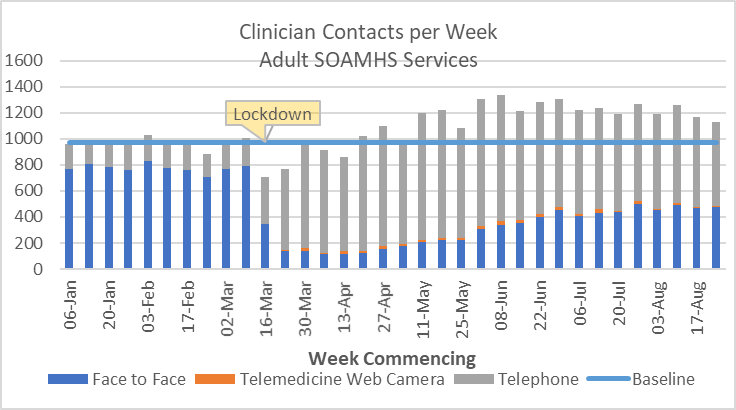 Clinician Contacts per Week
Adult SOAMHS Services
1600
1400
1200
1000
800
600
400
200
0
Lockdown
06-Jan
20-Jan
03-Feb
17-Feb
02-Mar
16-Mar
30-Mar
13-Apr
27-Apr
11-May
25-May
08-Jun
22-Jun
06-Jul
20-Jul
03-Aug
17-Aug
Week Commencing
Face to Face Telemedicine Web Camera Telephone Baseline